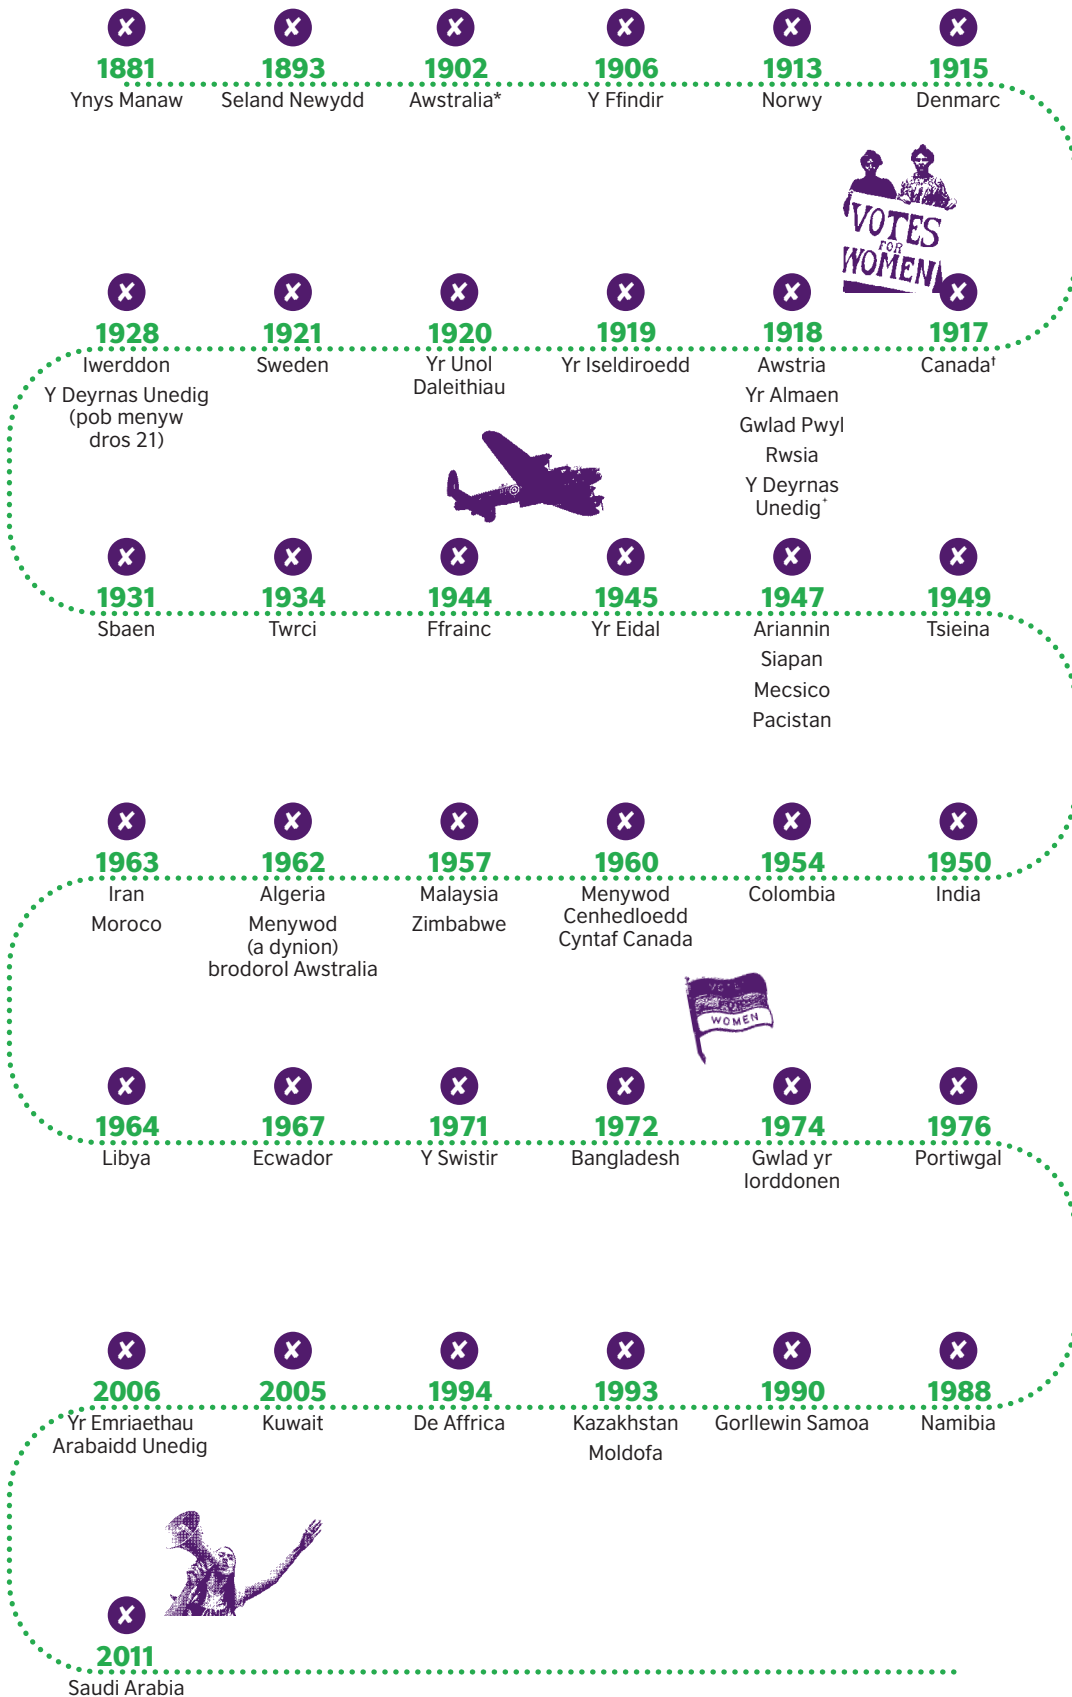 1881
Ynys Manaw
1893
Seland Newydd
1902
Awstralia*
1906
Y Ffindir
1913
Norwy
1915
Denmarc
VOTES
FOR
WOMEN
1917
Canada†
1918
Awstria
Yr Almaen
Gwlad Pwyl
Rwsia
Y Deyrnas
Unedig⁺
1919
Yr Iseldiroedd
1920
Yr Unol
Daleithiau
1921
Sweden
1928
Iwerddon
Y Deyrnas Unedig
(pob menyw
dros 21)
1931
Sbaen
1934
Twrci
1944
Ffrainc
1945
Yr Eidal
1947
Ariannin
Siapan
Mecsico
Pacistan
1949
Tsieina
1950
India
1954
Colombia
1960
Menywod
Cenhedloedd
Cyntaf Canada
1957
Malaysia
Zimbabwe
1962
Algeria
Menywod
(a dynion)
brodorol Awstralia
1963
Iran
Moroco
VOTES
FOR
WOMEN
1964
Libya
1967
Ecwador
1971
Y Swistir
1972
Bangladesh
1974
Gwlad yr
Iorddonen
1976
Portiwgal
1988
Namibia
1990
Gorllewin Samoa
1993
Kazakhstan
Moldofa
1994
De Affrica
2005
Kuwait
2006
Yr Emriaethau
Arabaidd Unedig
2011
Saudi Arabia